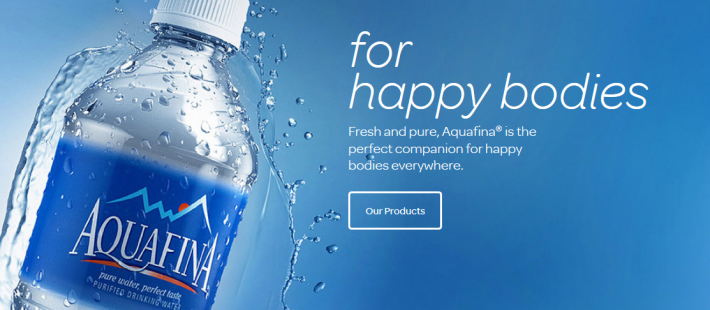 for
happy bodies
Fresh and pure, Aquafina® is the
perfect companion for happy
bodies everywhere.
Our Products
AQUAFINA
pure water, perfect taste
PURIFIED DRINKING WATER